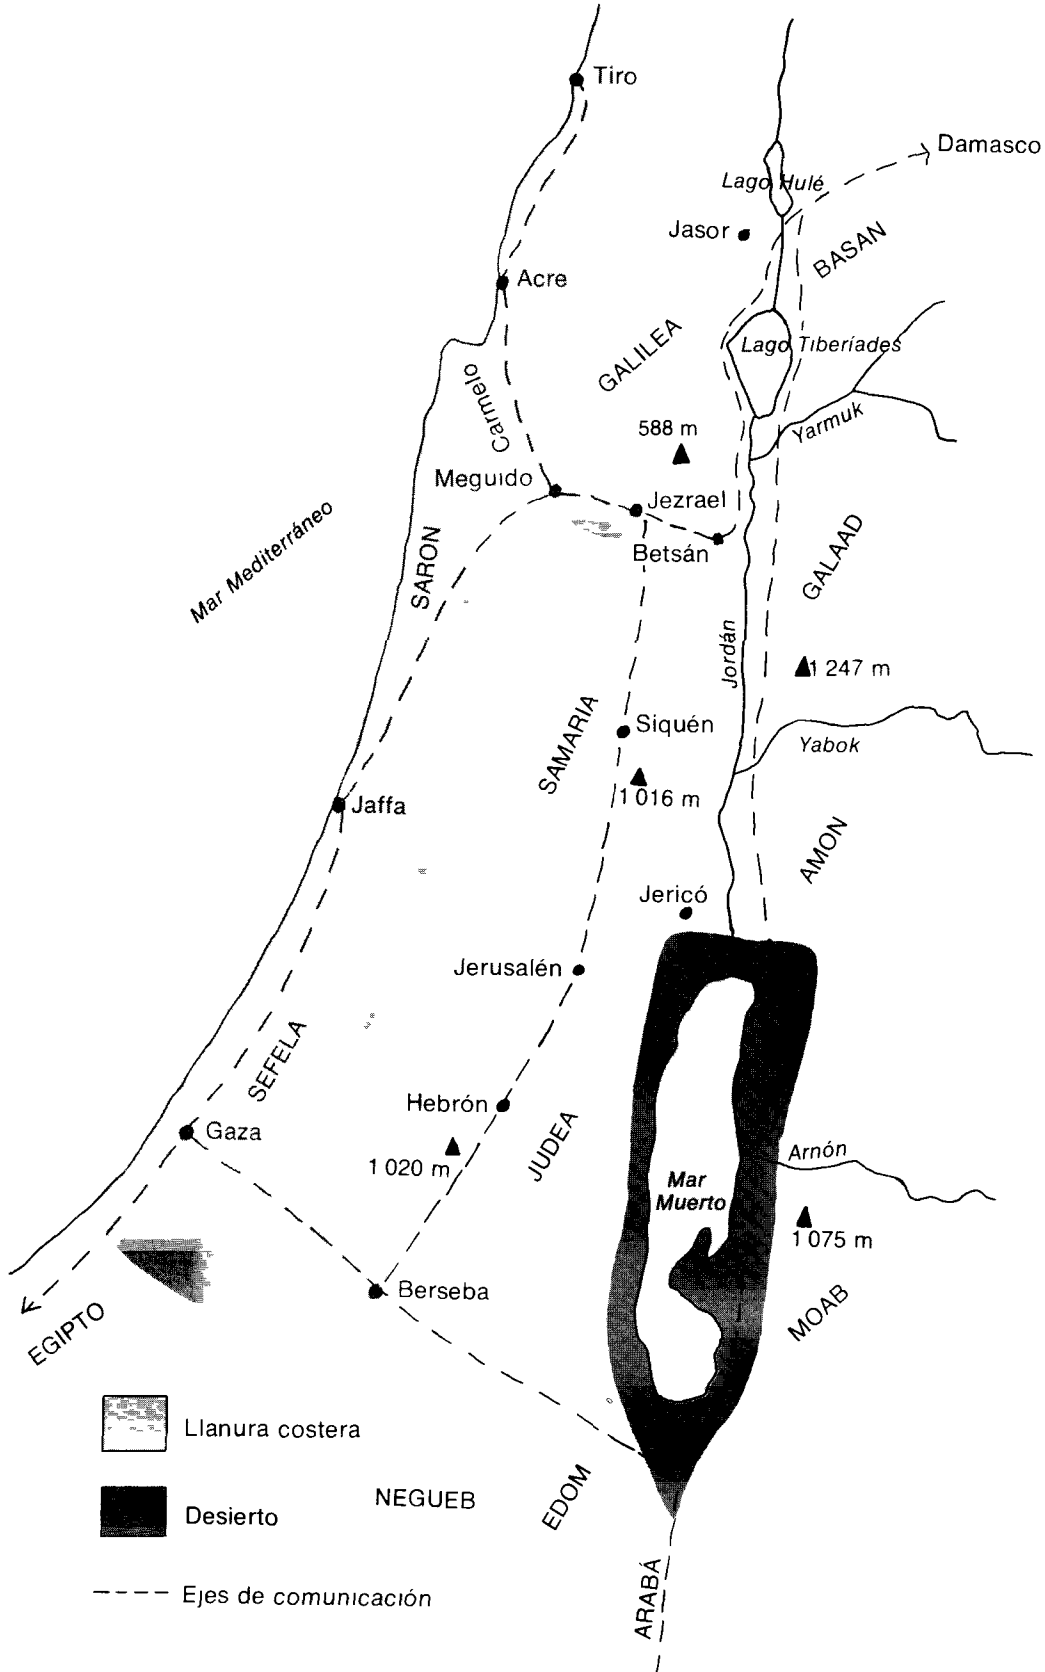 Tiro
Damasco
Lago Hulé
Jasor
BASAN
Acre
GALILEA
Lago Tiberíades
Carmelo
Yarmuk
588 m
Meguido
Jezrael
Mar Mediterráneo
SARON
Betsán
GALAAD
Jordán
1 247 m
SAMARIA
Siquén
Yabok
1 016 m
Jaffa
AMON
Jericó
Jerusalén
SEFELA
Hebrón
JUDEA
Gaza
1 020 m
Arnón
Mar
Muerto
1 075 m
Berseba
MOAB
EGIPTO
Llanura costera
NEGUEB
EDOM
Desierto
Ejes de comunicación
ARABÁ